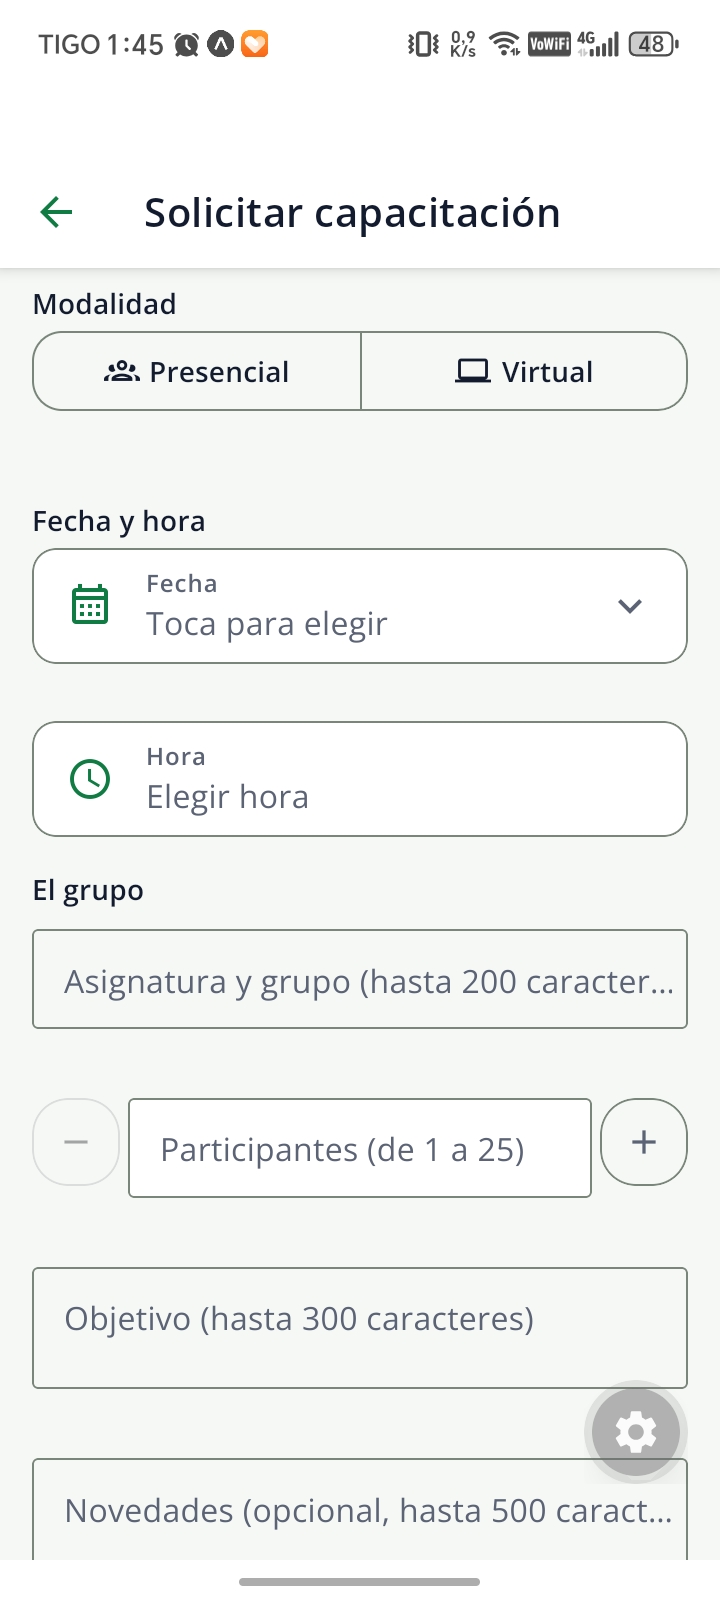 TIGO 1:45
0,9 K/s
VoWiFi
4G
48
Solicitar capacitación
Modalidad
Presencial
Virtual
Fecha y hora
Fecha
Toca para elegir
Hora
Elegir hora
El grupo
Asignatura y grupo (hasta 200 caracter...
Participantes (de 1 a 25)
Objetivo (hasta 300 caracteres)
Novedades (opcional, hasta 500 caract...